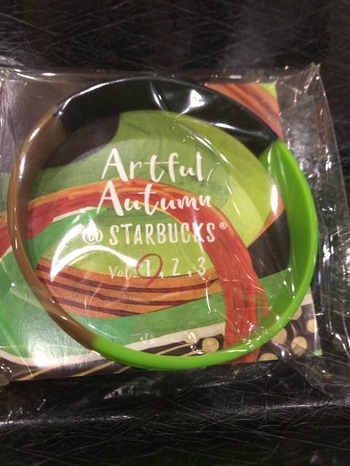 Artful
Autumn
@ STARBUCKS®
Vol. 1, 2, 3